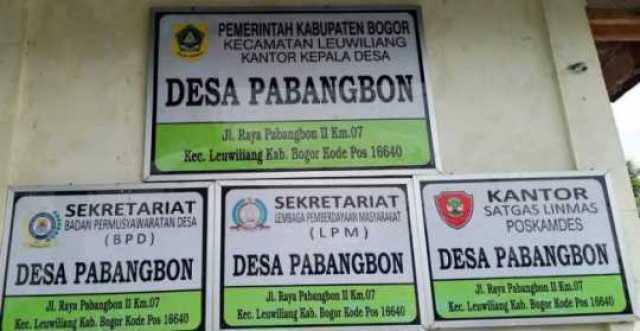 PEMERINTAH KABUPATEN BOGOR
KECAMATAN LEUWILIANG
KANTOR KEPALA DESA
DESA PABANGBON
Jl. Raya Pabangbon II Km.07
Kec. Leuwiliang Kab. Bogor Kode Pos 16640
SEKRETARIAT
BADAN PERMUSYAWARATAN DESA
(BPD)
DESA PABANGBON
Jl. Raya Pabangbon II Km.07
Kec. Leuwiliang Kab. Bogor Kode Pos 16640
SEKRETARIAT
LEMBAGA PEMBERDAYAAN MASYARAKAT
(LPM)
DESA PABANGBON
Jl. Raya Pabangbon II Km.07
Kec. Leuwiliang Kab. Bogor Kode Pos 16640
KANTOR
SATGAS LINMAS
POSKAMDES
DESA PABANGBON
Jl. Raya Pabangbon II Km.07
Kec. Leuwiliang Kab. Bogor Kode Pos 16640